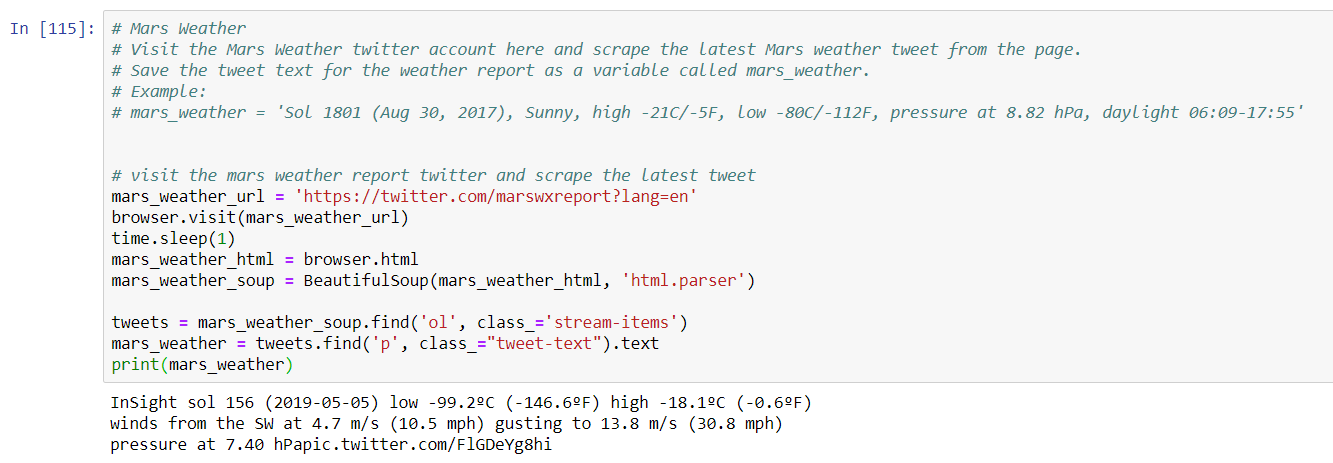 In [115]: # Mars Weather
# Visit the Mars Weather twitter account here and scrape the latest Mars weather tweet from the page.
# Save the tweet text for the weather report as a variable called mars_weather.
# Example:
# mars_weather = 'Sol 1801 (Aug 30, 2017), Sunny, high -21C/-5F, low -80C/-112F, pressure at 8.82 hPa, daylight 06:09-17:55'
# visit the mars weather report twitter and scrape the latest tweet
mars_weather_url = 'https://twitter.com/marswxreport?lang=en'
browser.visit(mars_weather_url)
time.sleep(1)
mars_weather_html = browser.html
mars_weather_soup = BeautifulSoup(mars_weather_html, 'html.parser')
tweets = mars_weather_soup.find('ol', class_='stream-items')
mars_weather = tweets.find('p', class_="tweet-text").text
print(mars_weather)
InSight sol 156 (2019-05-05) low -99.2ºC (-146.6ºF) high -18.1ºC (-0.6ºF)
winds from the SW at 4.7 m/s (10.5 mph) gusting to 13.8 m/s (30.8 mph)
pressure at 7.40 hPapic.twitter.com/FlGDeYg8hi